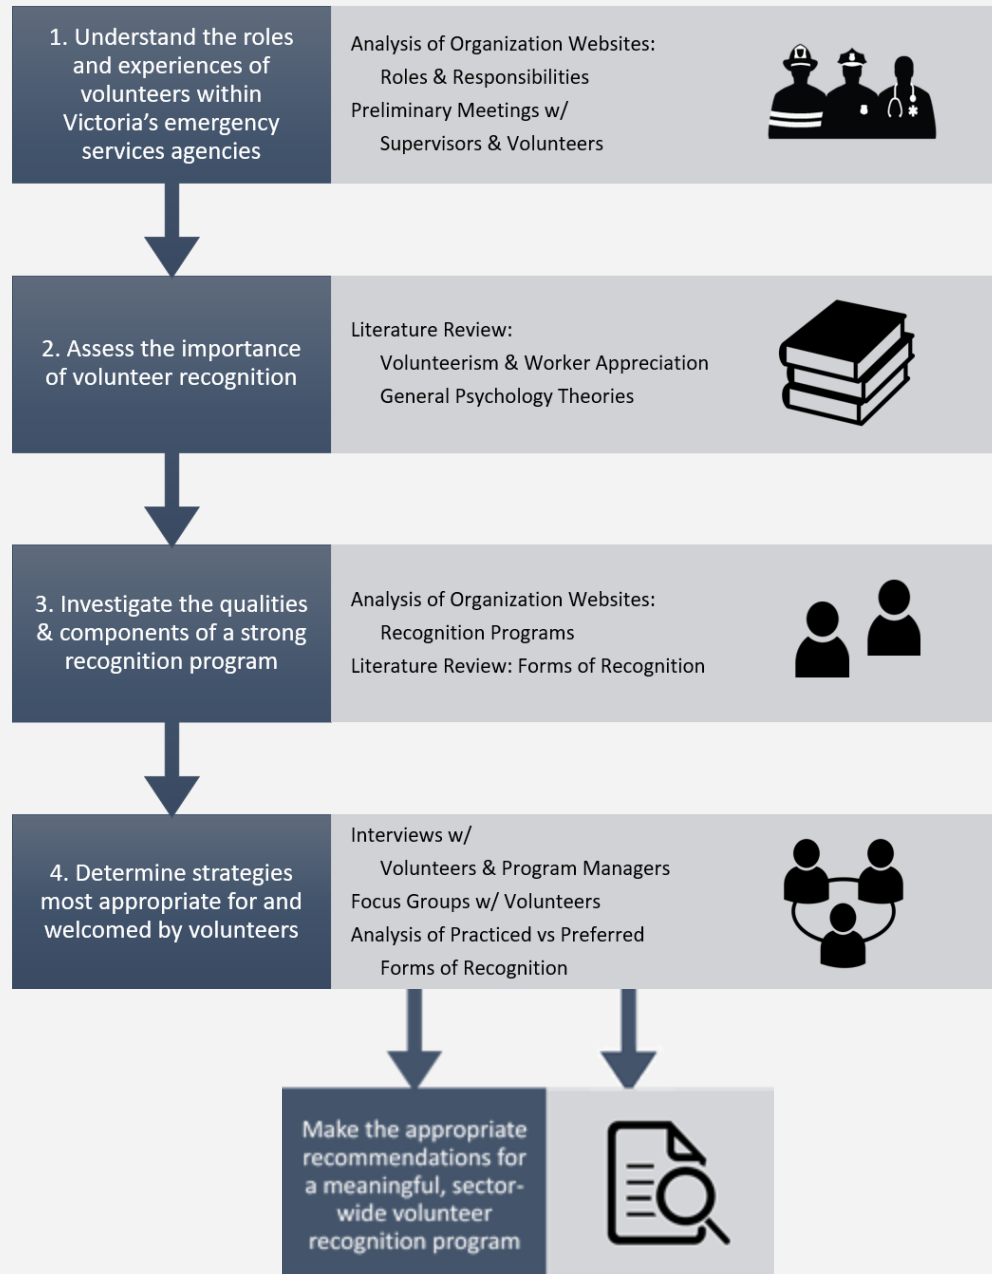 1. Understand the roles
and experiences of
volunteers within
Victoria’s emergency
services agencies
Analysis of Organization Websites:
Roles & Responsibilities
Preliminary Meetings w/
Supervisors & Volunteers
2. Assess the importance
of volunteer recognition
Literature Review:
Volunteerism & Worker Appreciation
General Psychology Theories
3. Investigate the qualities
& components of a strong
recognition program
Analysis of Organization Websites:
Recognition Programs
Literature Review: Forms of Recognition
4. Determine strategies
most appropriate for and
welcomed by volunteers
Interviews w/
Volunteers & Program Managers
Focus Groups w/ Volunteers
Analysis of Practiced vs Preferred
Forms of Recognition
Make the appropriate
recommendations for
a meaningful, sector-
wide volunteer
recognition program